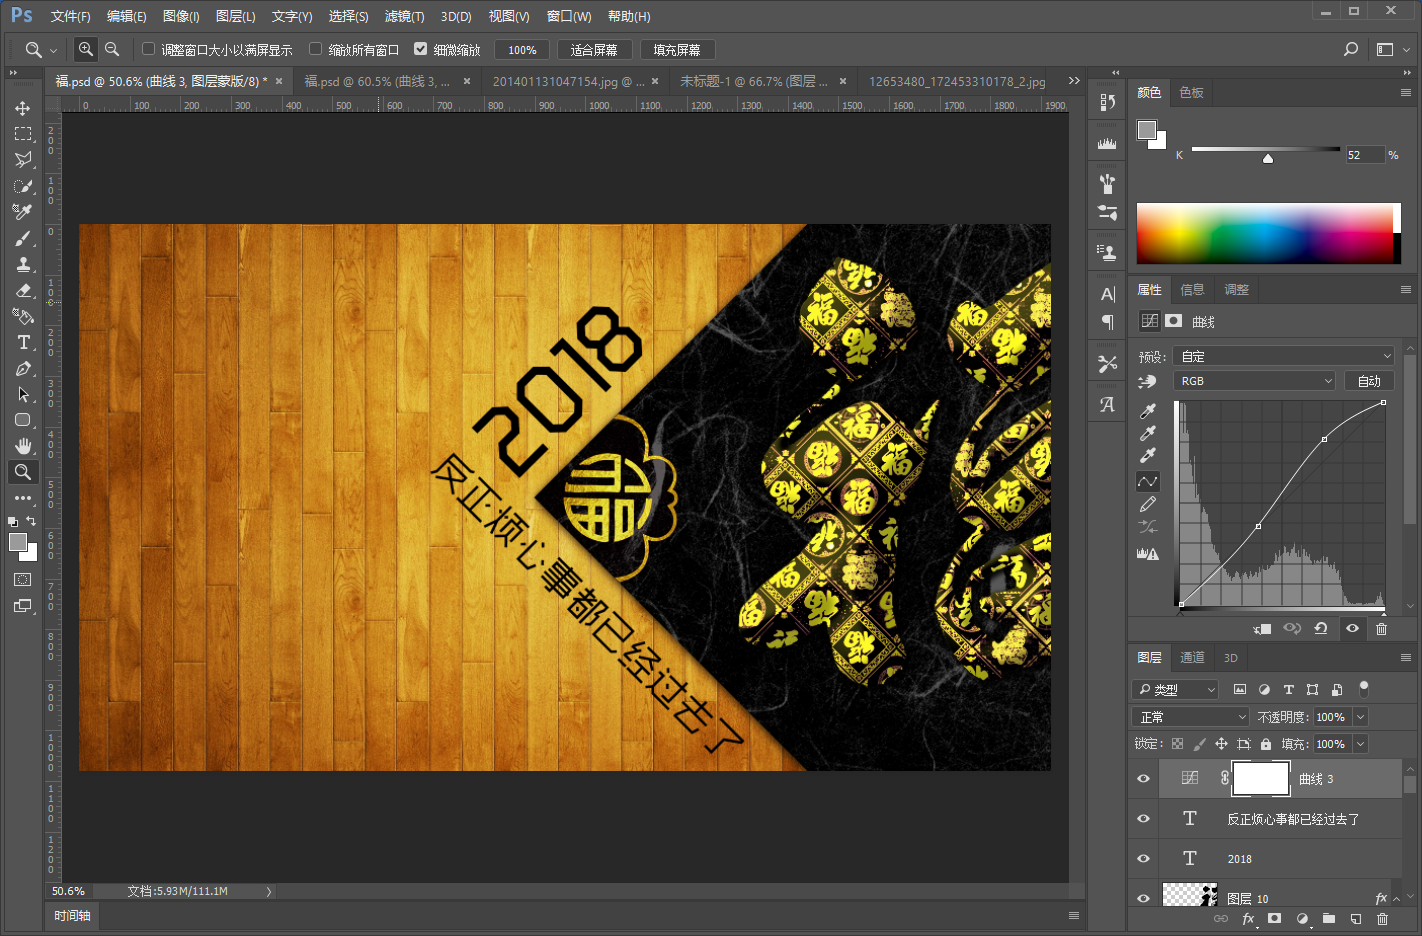 Ps 文件(F) 编辑(E) 图像(I) 图层(L) 文字(Y) 选择(S) 滤镜(T) 3D(D) 视图(V) 窗口(W) 帮助(H)
调整窗口大小以满屏显示 缩放所有窗口 细微缩放 100% 适合屏幕 填充屏幕
福.psd @ 50.6% (曲线 3, 图层蒙版/8) * × 福.psd @ 60.5% (曲线 3, ... × 201401131047154.jpg @ ... × 未标题-1 @ 66.7% (图层 ... × 12653480_172453310178_2.jpg
0 100 200 300 400 500 600 700 800 900 1000 1100 1200 1300 1400 1500 1600 1700 1800 1900
颜色 色板
K 52 %
属性 信息 调整
曲线
预设: 自定
RGB 自动
2018
反正烦心事都已经过去了
福
图层 通道 3D
类型
正常 不透明度: 100%
锁定: 填充: 100%
曲线 3
反正烦心事都已经过去了
2018
图层 10 fx
50.6% 文档:5.93M/111.1M
时间轴